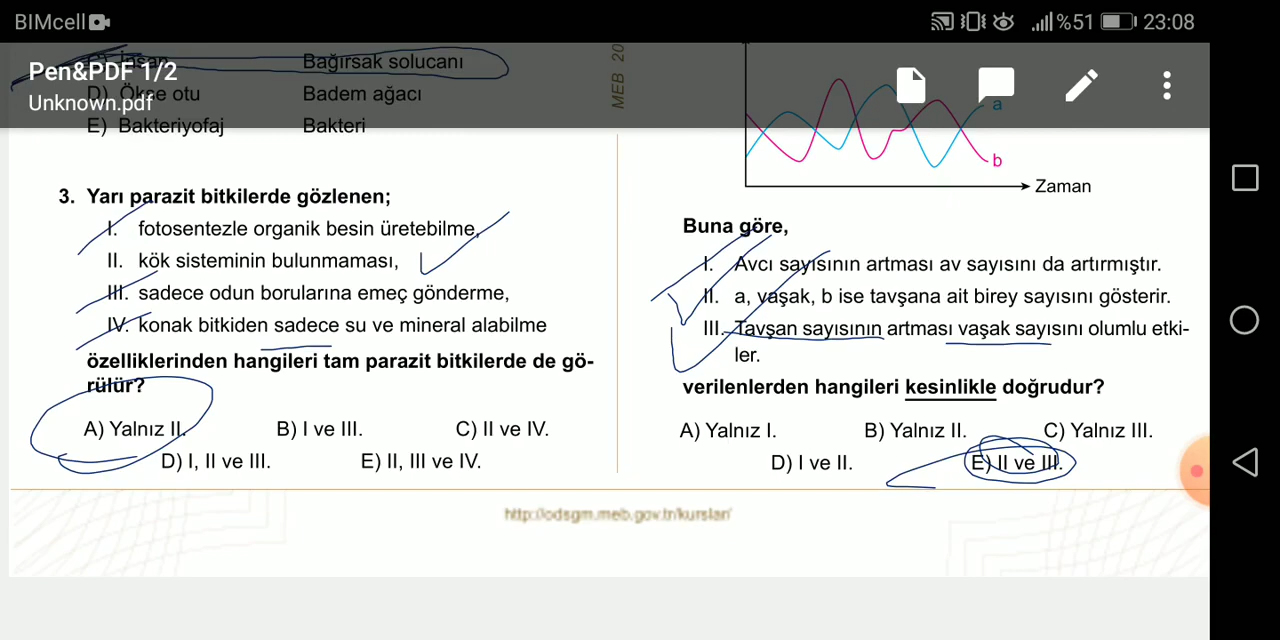 BIMcell
%51
23:08
Pen&PDF 1/2
Unknown.pdf
C) İnsan Bağırsak solucanı
D) Ökse otu Badem ağacı
E) Bakteriyofaj Bakteri
3. Yarı parazit bitkilerde gözlenen;
I. fotosentezle organik besin üretebilme,
II. kök sisteminin bulunmaması,
III. sadece odun borularına emeç gönderme,
IV. konak bitkiden sadece su ve mineral alabilme
özelliklerinden hangileri tam parazit bitkilerde de gö-
rülür?
A) Yalnız II. B) I ve III. C) II ve IV.
D) I, II ve III. E) II, III ve IV.
MEB 20
a
b
Zaman
Buna göre,
I. Avcı sayısının artması av sayısını da artırmıştır.
II. a, vaşak, b ise tavşana ait birey sayısını gösterir.
III. Tavşan sayısının artması vaşak sayısını olumlu etki-
ler.
verilenlerden hangileri kesinlikle doğrudur?
A) Yalnız I. B) Yalnız II. C) Yalnız III.
D) I ve II. E) II ve III.
http://odsgm.meb.gov.tr/kurslar/